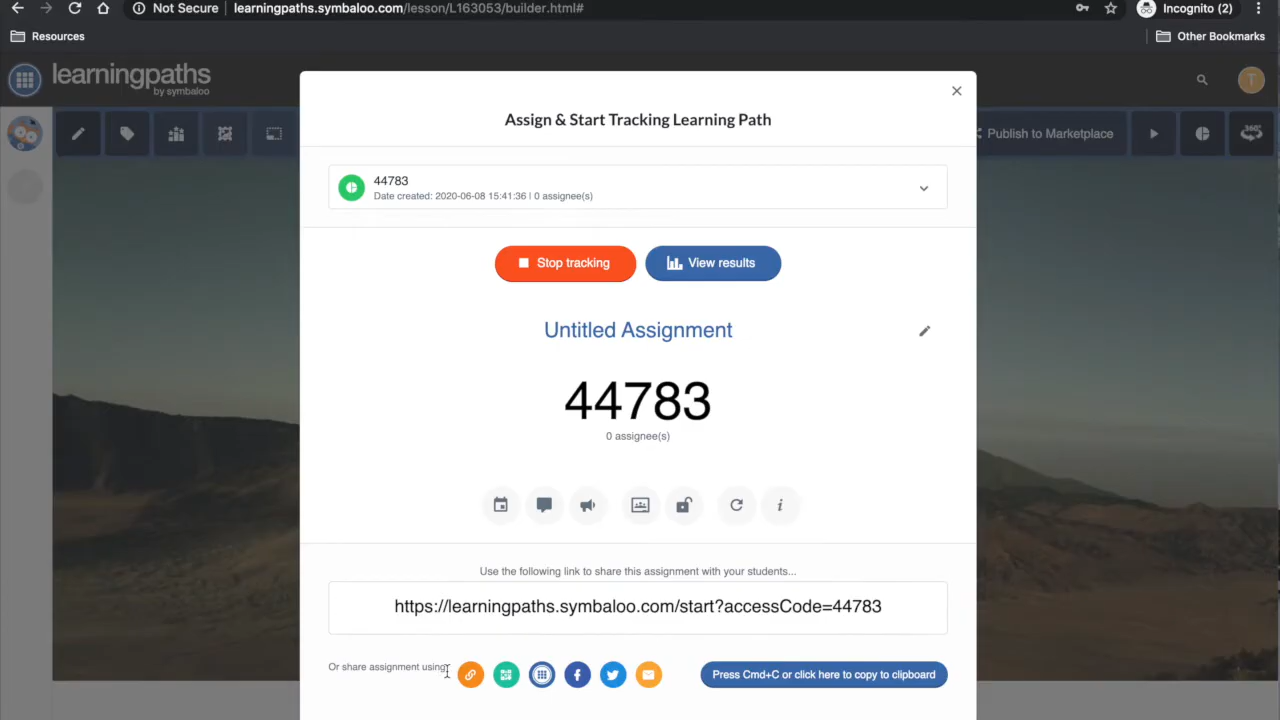 Not Secure learningpaths.symbaloo.com/lesson/L163053/builder.html#
Incognito (2)
Resources
Other Bookmarks
learningpaths
by symbaloo
T
Assign & Start Tracking Learning Path
Publish to Marketplace
360°
44783
Date created: 2020-06-08 15:41:36 | 0 assignee(s)
Stop tracking
View results
Untitled Assignment
44783
0 assignee(s)
Use the following link to share this assignment with your students...
https://learningpaths.symbaloo.com/start?accessCode=44783
Or share assignment using:
Press Cmd+C or click here to copy to clipboard